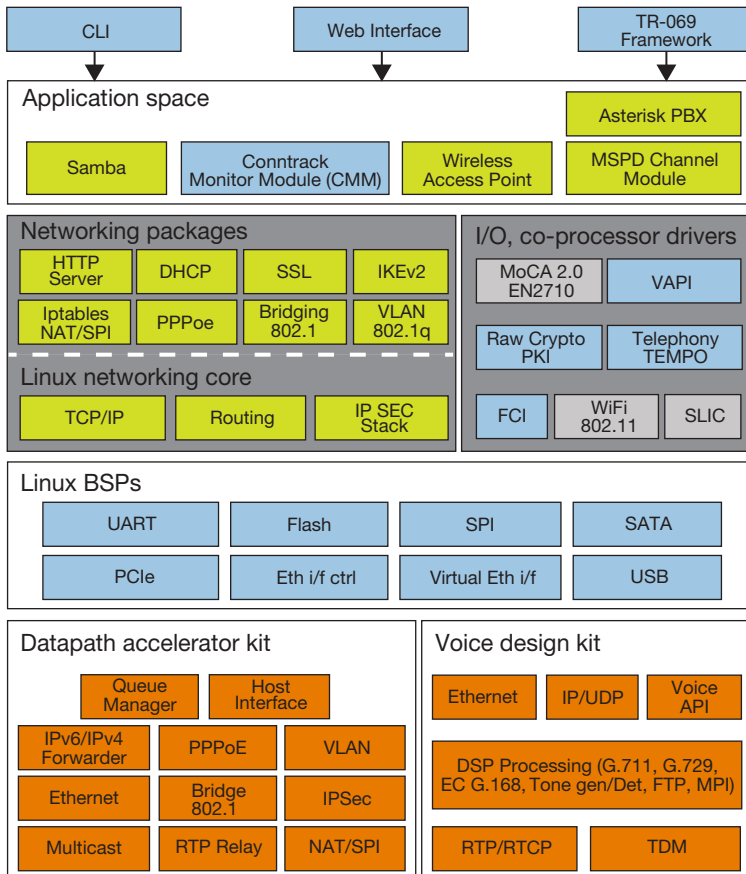 CLI
Web Interface
TR-069
Framework
Application space
Asterisk PBX
Samba
Conntrack
Monitor Module (CMM)
Wireless
Access Point
MSPD Channel
Module
Networking packages
HTTP
Server
DHCP
SSL
IKEv2
Iptables
NAT/SPI
PPPoe
Bridging
802.1
VLAN
802.1q
Linux networking core
TCP/IP
Routing
IP SEC
Stack
I/O, co-processor drivers
MoCA 2.0
EN2710
VAPI
Raw Crypto
PKI
Telephony
TEMPO
FCI
WiFi
802.11
SLIC
Linux BSPs
UART
Flash
SPI
SATA
PCIe
Eth i/f ctrl
Virtual Eth i/f
USB
Datapath accelerator kit
Queue
Manager
Host
Interface
IPv6/IPv4
Forwarder
PPPoE
VLAN
Ethernet
Bridge
802.1
IPSec
Multicast
RTP Relay
NAT/SPI
Voice design kit
Ethernet
IP/UDP
Voice
API
DSP Processing (G.711, G.729,
EC G.168, Tone gen/Det, FTP, MPI)
RTP/RTCP
TDM